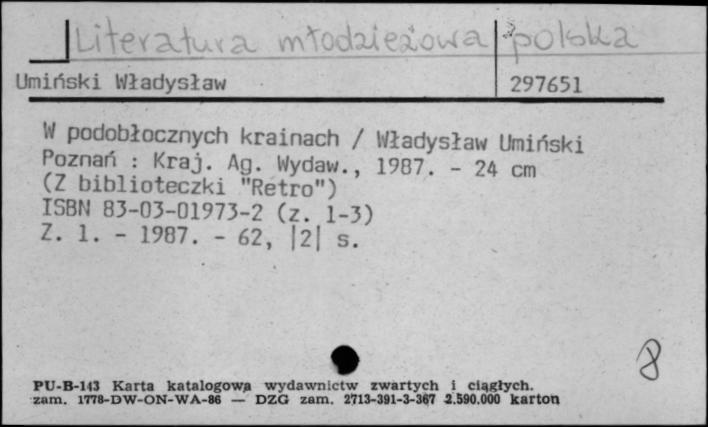 Literatura młodzieżowa polska
Umiński Władysław 297651
W podobłocznych krainach / Władysław Umiński
Poznań : Kraj. Ag. Wydaw., 1987. - 24 cm
(Z biblioteczki "Retro")
ISBN 83-03-01973-2 (z. 1-3)
Z. 1. - 1987. - 62, |2| s.
8
PU-B-143 Karta katalogowa wydawnictw zwartych i ciągłych.
zam. 1778-DW-ON-WA-86 — DZG zam. 2713-391-3-367 2.590.000 karton